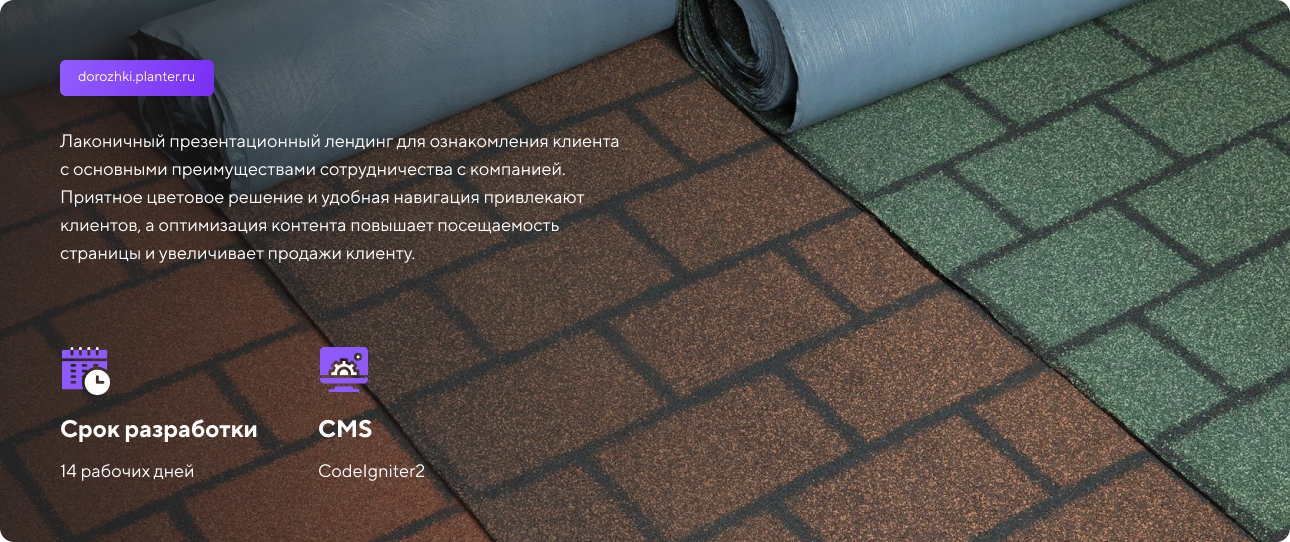 dorozhki.planter.ru
Лаконичный презентационный лендинг для ознакомления клиента
с основными преимуществами сотрудничества с компанией.
Приятное цветовое решение и удобная навигация привлекают
клиентов, а оптимизация контента повышает посещаемость
страницы и увеличивает продажи клиенту.
Срок разработки
CMS
14 рабочих дней
CodeIgniter2